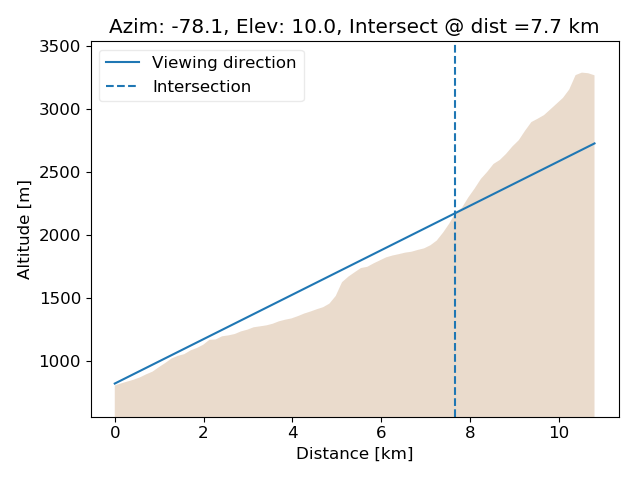 Azim: -78.1, Elev: 10.0, Intersect @ dist =7.7 km
3500
3000
2500
2000
1500
1000
Altitude [m]
Viewing direction
Intersection
0 2 4 6 8 10
Distance [km]